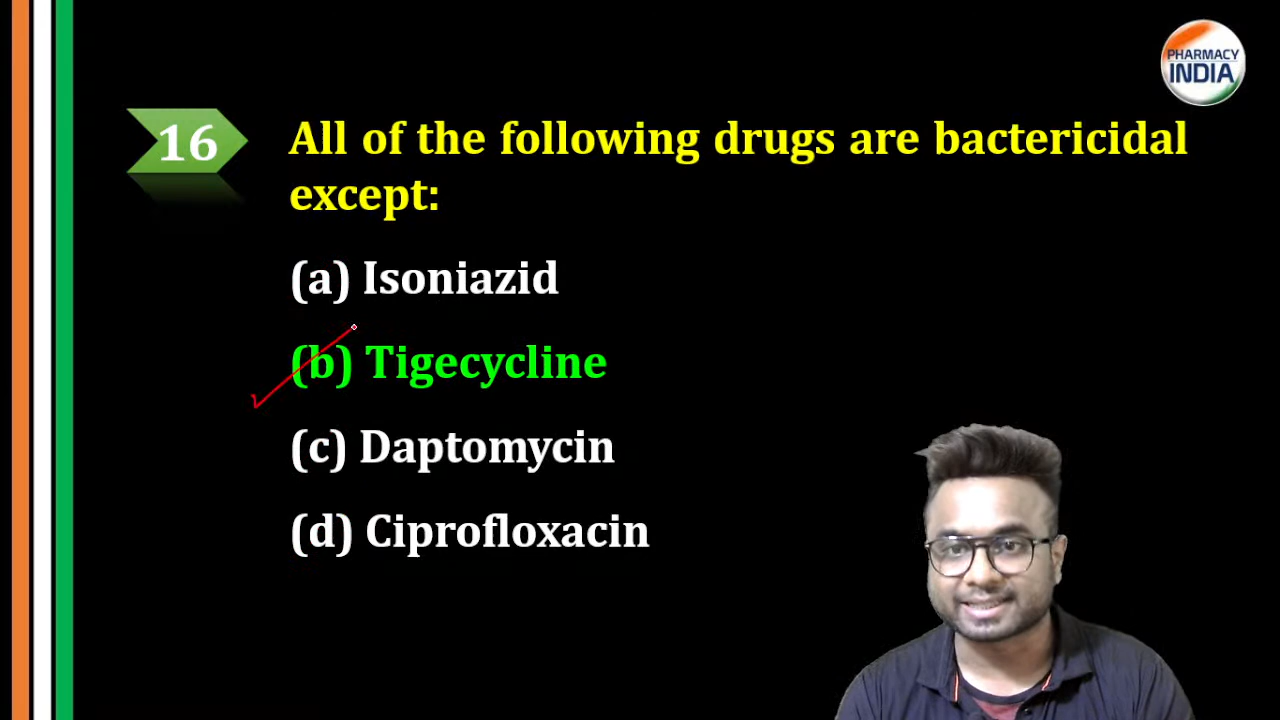 PHARMACY
INDIA
16
All of the following drugs are bactericidal
except:
(a) Isoniazid
(b) Tigecycline
(c) Daptomycin
(d) Ciprofloxacin